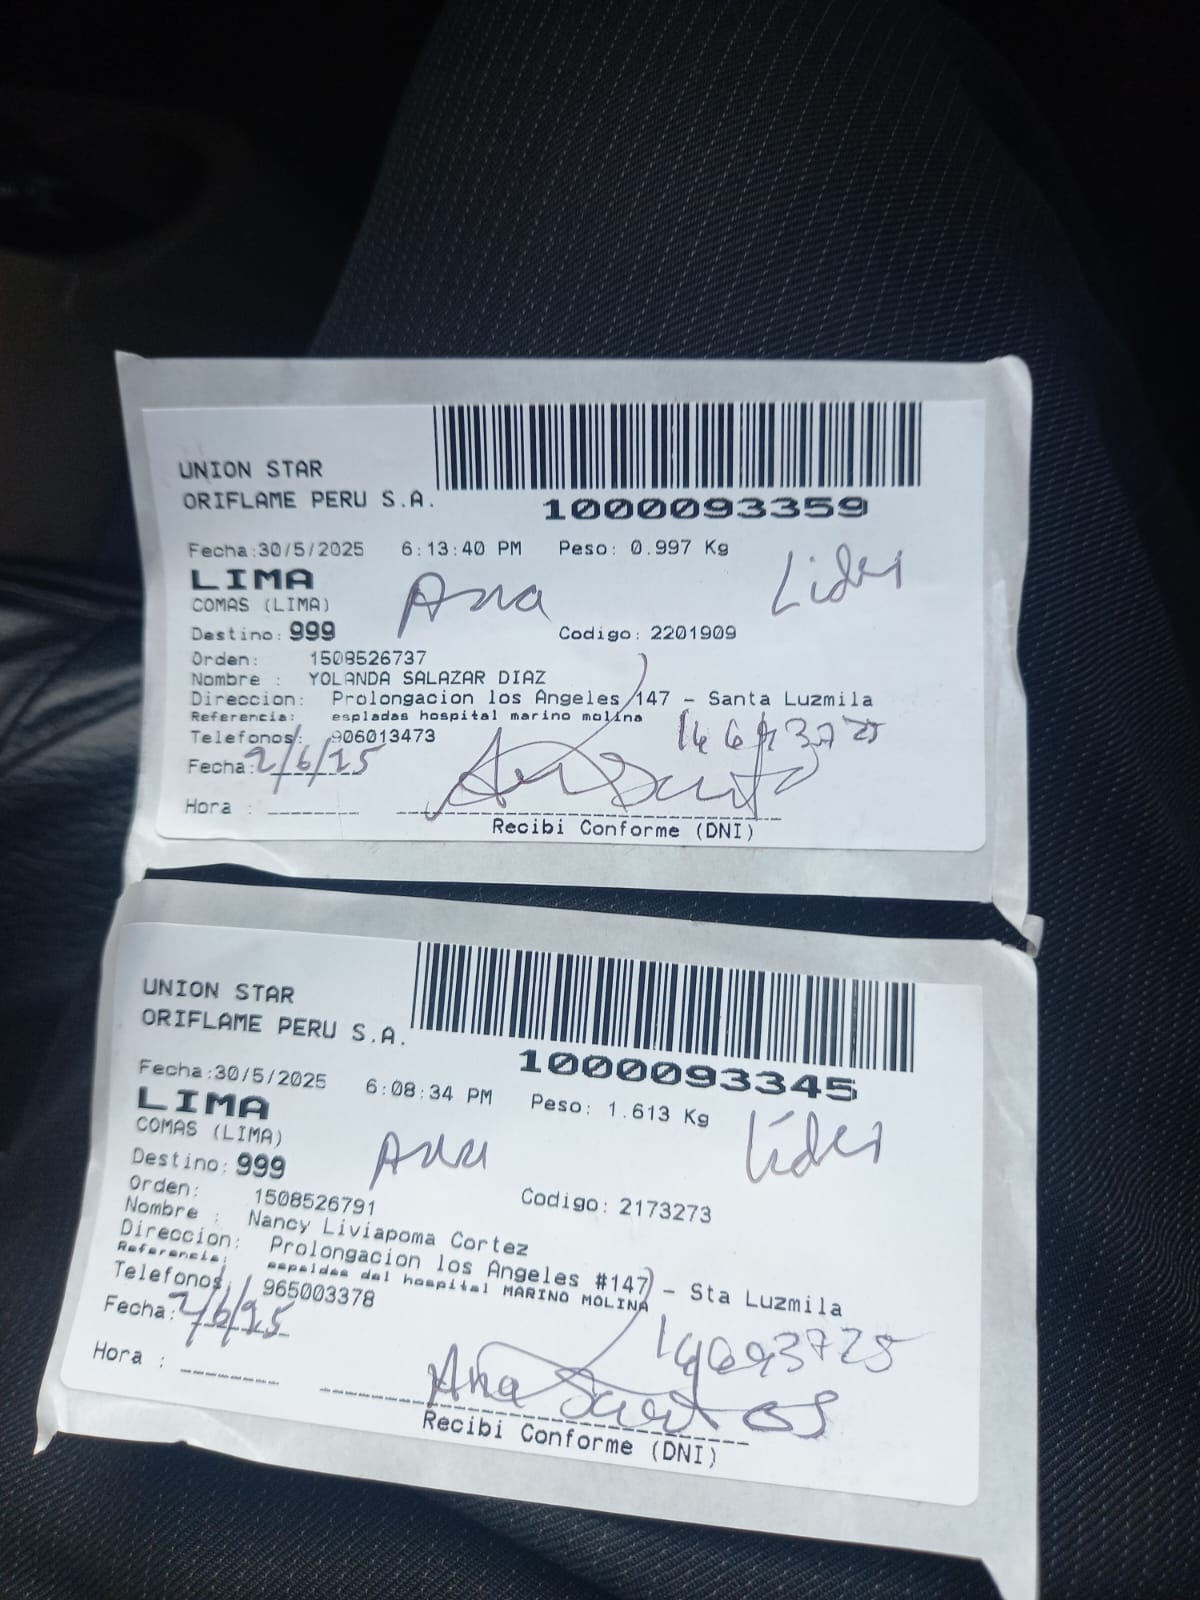 UNION STAR
ORIFLAME PERU S.A.
1000093359
Fecha:30/5/2025 6:13:40 PM Peso: 0.997 Kg
LIMA
COMAS (LIMA)
Ana Lider
Destino: 999 Codigo: 2201909
Orden: 1508526737
Nombre : YOLANDA SALAZAR DIAZ
Direccion: Prolongacion los Angeles 147 - Santa Luzmila
Referencia: espladas hospital marino molina
Telefonos: 906013473
Fecha: 2/6/25
Hora :
Recibi Conforme (DNI)
UNION STAR
ORIFLAME PERU S.A.
1000093345
Fecha:30/5/2025 6:08:34 PM Peso: 1.613 Kg
LIMA
COMAS (LIMA)
Ana Líder
Destino: 999 Codigo: 2173273
Orden: 1508526791
Nombre : Nancy Liviapoma Cortez
Direccion: Prolongacion los Angeles #147 - Sta Luzmila
Referencia: espaldas del hospital MARINO MOLINA
Telefonos: 965003378
Fecha: 2/6/25
Hora :
Ana Santos
Recibi Conforme (DNI)